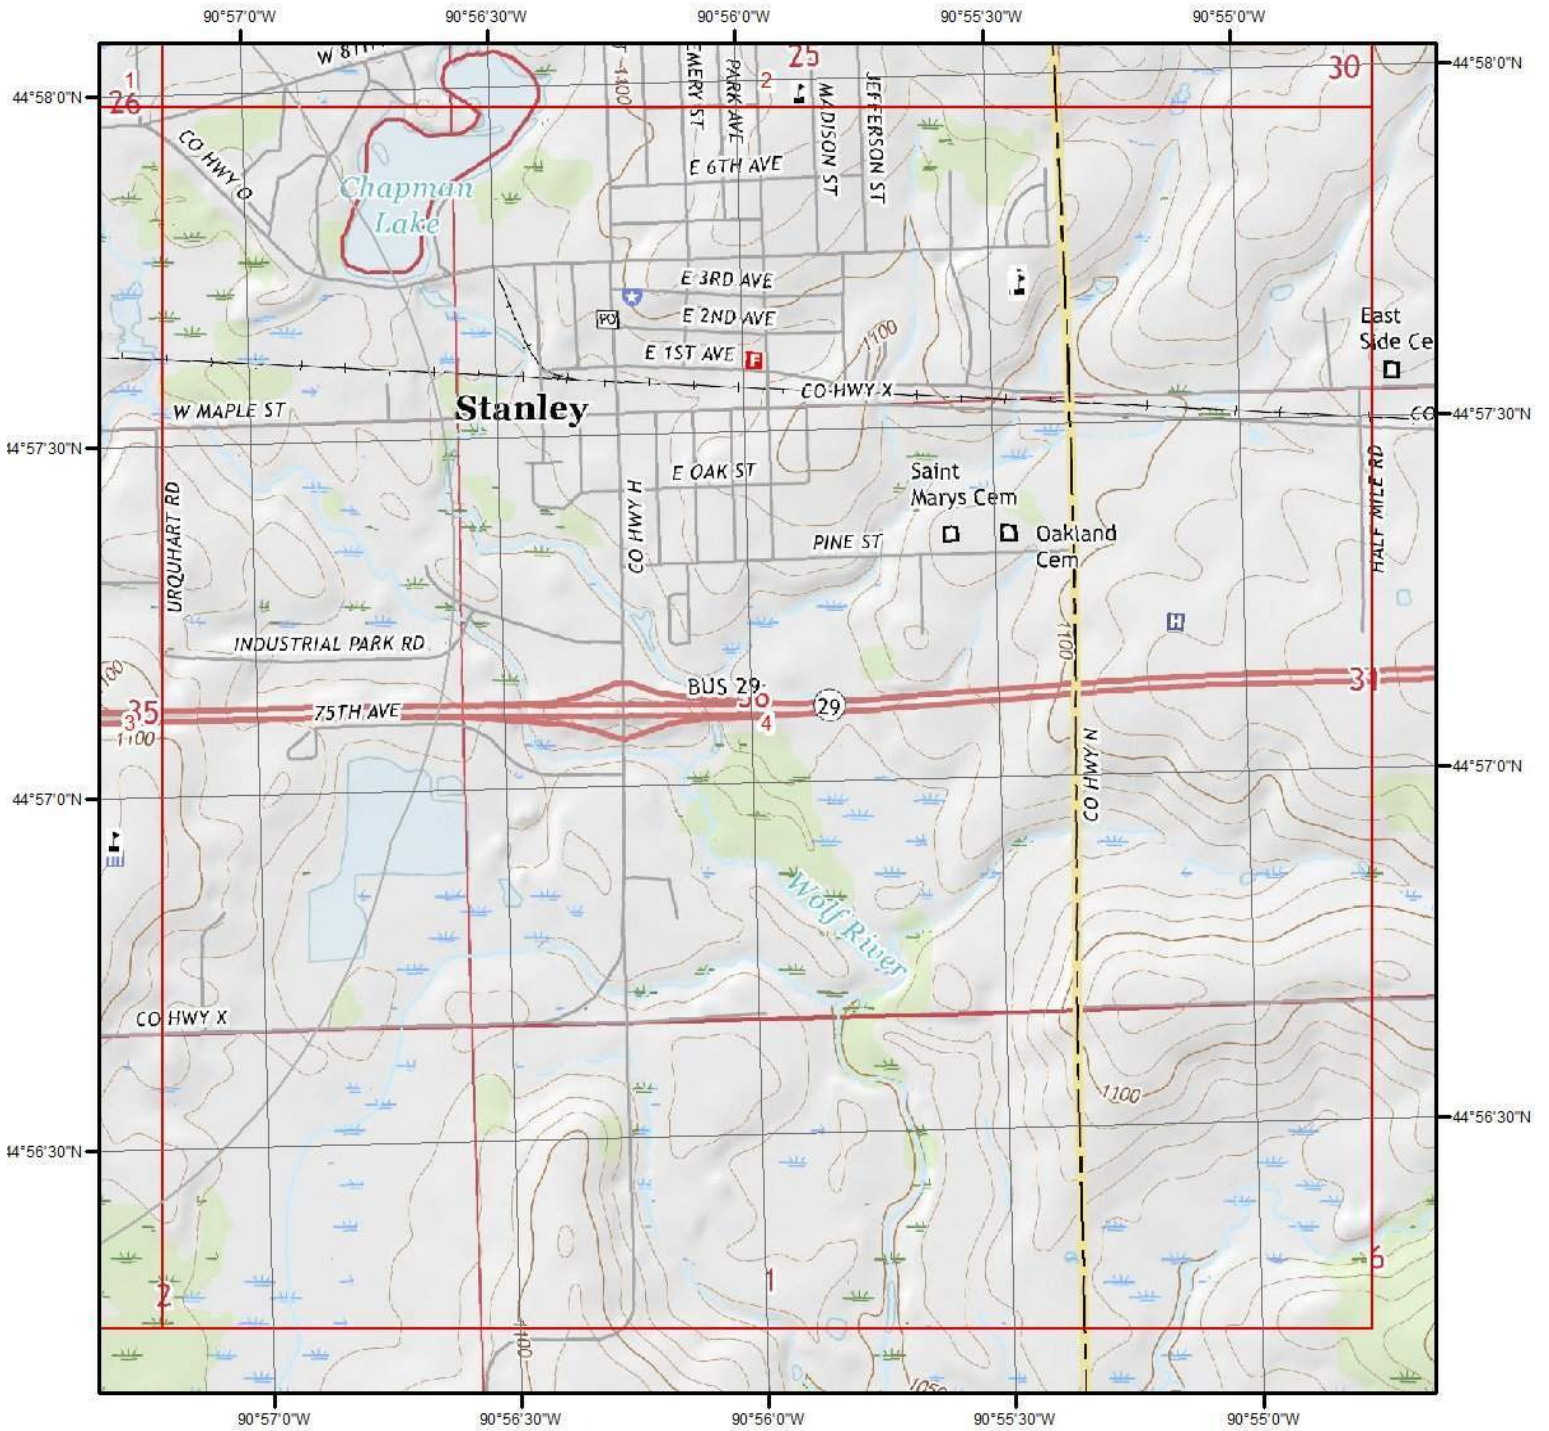 90°57'0"W 90°56'30"W 90°56'0"W 90°55'30"W 90°55'0"W
44°58'0"N
44°58'0"N
1
26
25
2
30
1100
EMERY ST
PARK AVE
MADISON ST
JEFFERSON ST
CO HWY O
E 6TH AVE
Chapman
Lake
E 3RD AVE
PO
E 2ND AVE
E 1ST AVE
F
1100
East
Side Ce
CO HWY X
W MAPLE ST
Stanley
CO
44°57'30"N
44°57'30"N
E OAK ST
Saint
Marys Cem
URQUHART RD
CO HWY H
HALF MILE RD
PINE ST
Oakland
Cem
H
INDUSTRIAL PARK RD
1100
1100
BUS 29
36
31
35
3
75TH AVE
29
4
1100
CO HWY N
44°57'0"N
44°57'0"N
Wolf River
CO HWY X
1100
44°56'30"N
44°56'30"N
6
2
1
1100
1050
90°57'0"W 90°56'30"W 90°56'0"W 90°55'30"W 90°55'0"W